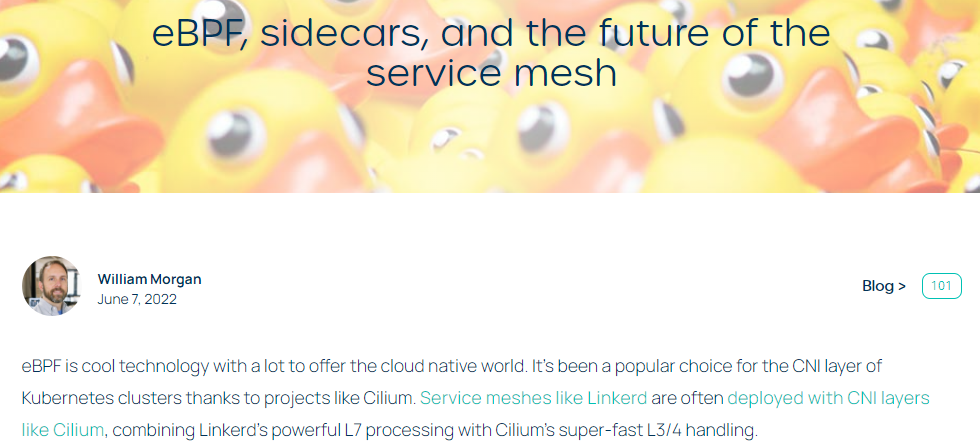 eBPF, sidecars, and the future of the
service mesh
William Morgan
June 7, 2022
Blog >
101
eBPF is cool technology with a lot to offer the cloud native world. It's been a popular choice for the CNI layer of
Kubernetes clusters thanks to projects like Cilium. Service meshes like Linkerd are often deployed with CNI layers
like Cilium, combining Linkerd's powerful L7 processing with Cilium's super-fast L3/4 handling.